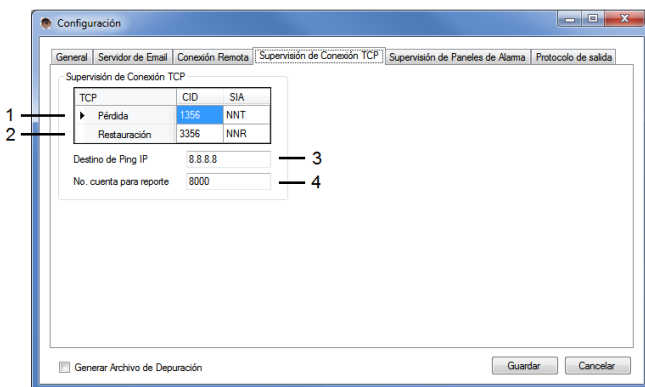 Configuración
General Servidor de Email Conexión Remota Supervisión de Conexión TCP Supervisión de Paneles de Alarma Protocolo de salida
Supervisión de Conexión TCP
TCP CID SIA
1 Pérdida 1356 NNT
2 Restauración 3356 NNR
Destino de Ping IP 8.8.8.8 3
No. cuenta para reporte 8000 4
Generar Archivo de Depuración Guardar Cancelar